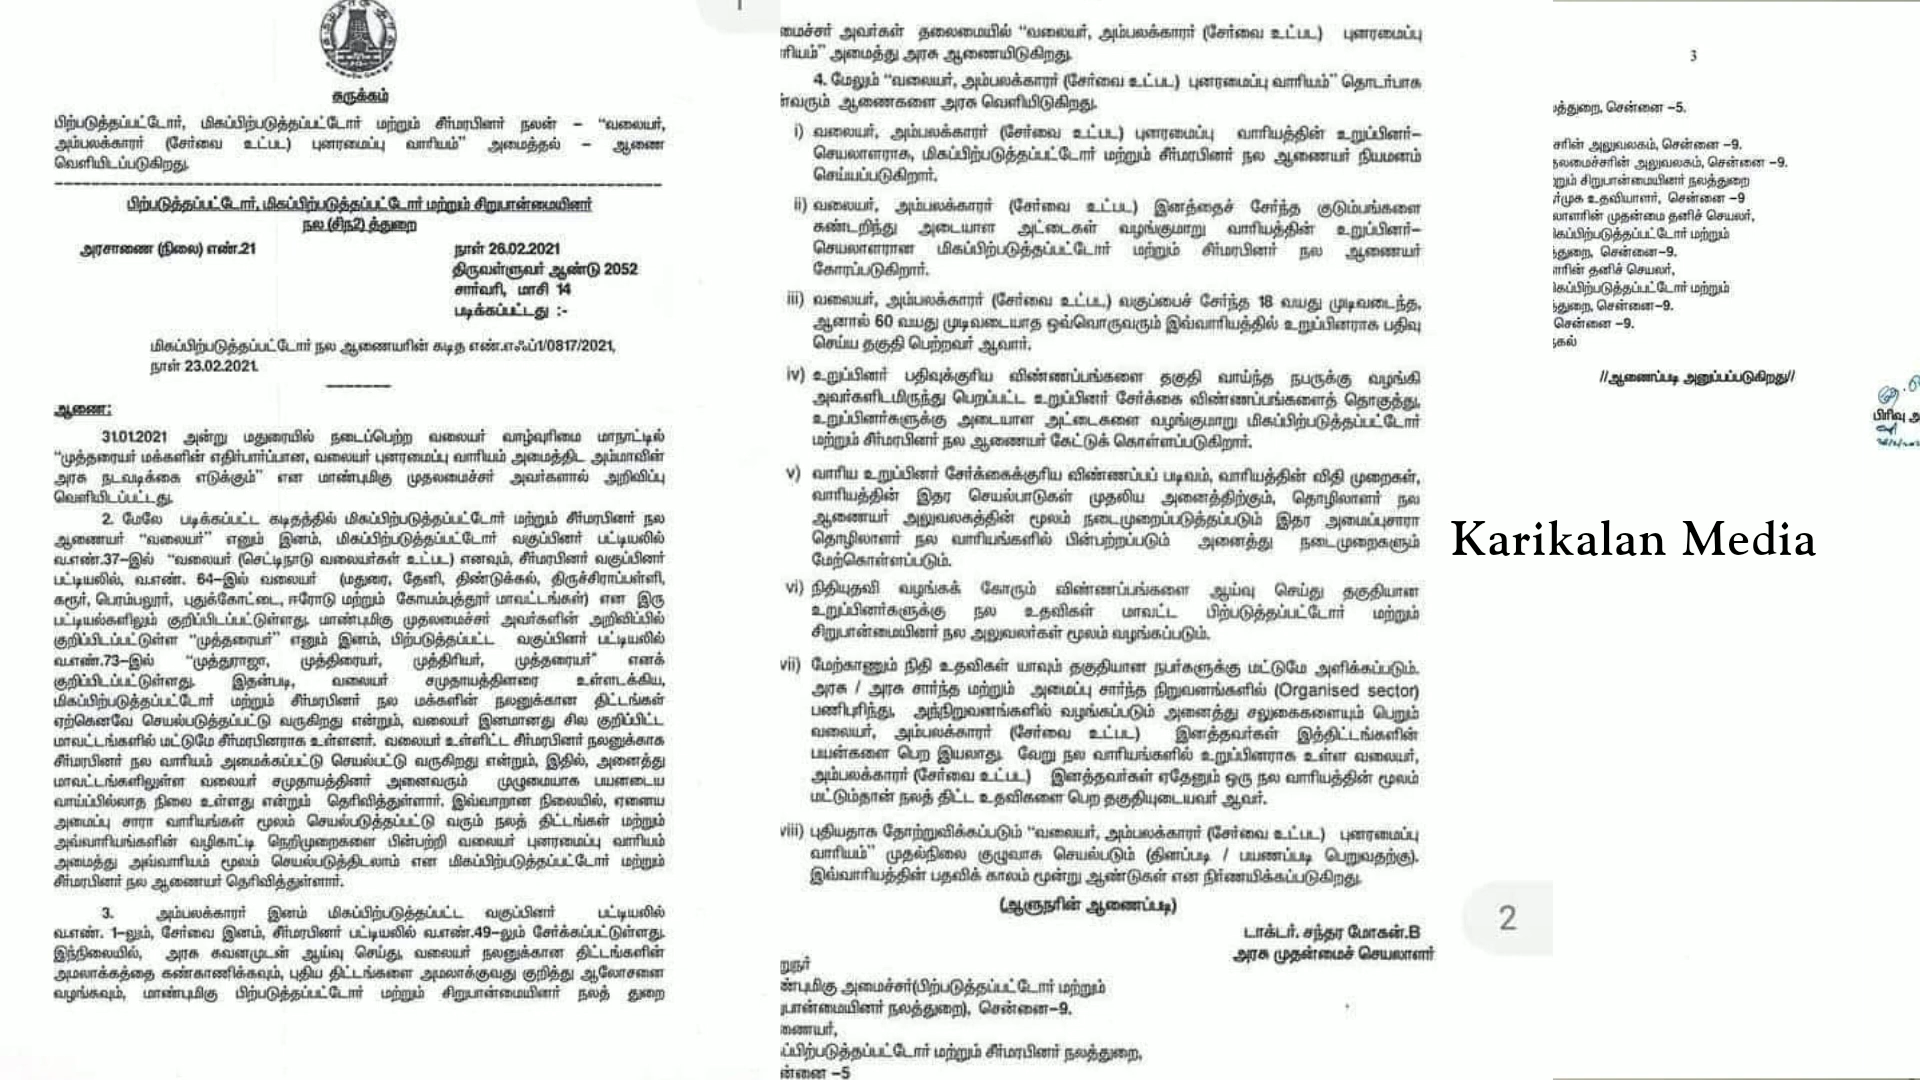 1
சுருக்கம்
பிற்படுத்தப்பட்டோர், மிகப்பிற்படுத்தப்பட்டோர் மற்றும் சீர்மரபினர் நலன் – "வலையர்,
அம்பலக்காரர் (சேர்வை உட்பட) புனரமைப்பு வாரியம்" அமைத்தல் – ஆணை
வெளியிடப்படுகிறது.
பிற்படுத்தப்பட்டோர், மிகப்பிற்படுத்தப்பட்டோர் மற்றும் சிறுபான்மையினர்
நல (சிந2) த்துறை
அரசாணை (நிலை) எண்.21
நாள் 26.02.2021
திருவள்ளுவர் ஆண்டு 2052
சார்வரி, மாசி 14
படிக்கப்பட்டது :-
மிகப்பிற்படுத்தப்பட்டோர் நல ஆணையரின் கடித எண்.எஃப்1/0817/2021,
நாள் 23.02.2021.
ஆணை:
31.01.2021 அன்று மதுரையில் நடைப்பெற்ற வலையர் வாழ்வுரிமை மாநாட்டில்
"முத்தரையர் மக்களின் எதிர்பார்ப்பான, வலையர் புனரமைப்பு வாரியம் அமைத்திட அம்மாவின்
அரசு நடவடிக்கை எடுக்கும்" என மாண்புமிகு முதலமைச்சர் அவர்களால் அறிவிப்பு
வெளியிடப்பட்டது.
2. மேலே படிக்கப்பட்ட கடிதத்தில் மிகப்பிற்படுத்தப்பட்டோர் மற்றும் சீர்மரபினர் நல
ஆணையர் "வலையர்" எனும் இனம், மிகப்பிற்படுத்தப்பட்டோர் வகுப்பினர் பட்டியலில்
வ.எண்.37–இல் "வலையர் (செட்டிநாடு வலையர்கள் உட்பட) எனவும், சீர்மரபினர் வகுப்பினர்
பட்டியலில், வ.எண். 64–இல் வலையர் (மதுரை, தேனி, திண்டுக்கல், திருச்சிராப்பள்ளி,
கரூர், பெரம்பலூர், புதுக்கோட்டை, ஈரோடு மற்றும் கோயம்புத்தூர் மாவட்டங்கள்) என இரு
பட்டியல்களிலும் குறிப்பிடப்பட்டுள்ளது. மாண்புமிகு முதலமைச்சர் அவர்களின் அறிவிப்பில்
குறிப்பிடப்பட்டுள்ள "முத்தரையர்" எனும் இனம், பிற்படுத்தப்பட்ட வகுப்பினர் பட்டியலில்
வ.எண்.73–இல் "முத்துராஜா, முத்திரையர், முத்திரியர், முத்தரையர்" எனக்
குறிப்பிடப்பட்டுள்ளது. இதன்படி, வலையர் சமுதாயத்தினரை உள்ளடக்கிய,
மிகப்பிற்படுத்தப்பட்டோர் மற்றும் சீர்மரபினர் நல மக்களின் நலனுக்கான திட்டங்கள்
ஏற்கெனவே செயல்படுத்தப்பட்டு வருகிறது என்றும், வலையர் இனமானது சில குறிப்பிட்ட
மாவட்டங்களில் மட்டுமே சீர்மரபினராக உள்ளனர். வலையர் உள்ளிட்ட சீர்மரபினர் நலனுக்காக
சீர்மரபினர் நல வாரியம் அமைக்கப்பட்டு செயல்பட்டு வருகிறது என்றும், இதில், அனைத்து
மாவட்டங்களிலுள்ள வலையர் சமுதாயத்தினர் அனைவரும் முழுமையாக பயனடைய
வாய்ப்பில்லாத நிலை உள்ளது என்றும் தெரிவித்துள்ளார். இவ்வாறான நிலையில், ஏனைய
அமைப்பு சாரா வாரியங்கள் மூலம் செயல்படுத்தப்பட்டு வரும் நலத் திட்டங்கள் மற்றும்
அவ்வாரியங்களின் வழிகாட்டி நெறிமுறைகளை பின்பற்றி வலையர் புனரமைப்பு வாரியம்
அமைத்து அவ்வாரியம் மூலம் செயல்படுத்திடலாம் என மிகப்பிற்படுத்தப்பட்டோர் மற்றும்
சீர்மரபினர் நல ஆணையர் தெரிவித்துள்ளார்.
3. அம்பலக்காரர் இனம் மிகப்பிற்படுத்தப்பட்ட வகுப்பினர் பட்டியலில்
வ.எண். 1–லும், சேர்வை இனம், சீர்மரபினர் பட்டியலில் வ.எண்.49–லும் சேர்க்கப்பட்டுள்ளது.
இந்நிலையில், அரசு கவனமுடன் ஆய்வு செய்து, வலையர் நலனுக்கான திட்டங்களின்
அமலாக்கத்தை கண்காணிக்கவும், புதிய திட்டங்களை அமலாக்குவது குறித்து ஆலோசனை
வழங்கவும், மாண்புமிகு பிற்படுத்தப்பட்டோர் மற்றும் சிறுபான்மையினர் நலத் துறை
மைச்சர் அவர்கள் தலைமையில் "வலையர், அம்பலக்காரர் (சேர்வை உட்பட) புனரமைப்பு
ரியம்" அமைத்து அரசு ஆணையிடுகிறது.
4. மேலும் "வலையர், அம்பலக்காரர் (சேர்வை உட்பட) புனரமைப்பு வாரியம்" தொடர்பாக
ள்வரும் ஆணைகளை அரசு வெளியிடுகிறது.
i) வலையர், அம்பலக்காரர் (சேர்வை உட்பட) புனரமைப்பு வாரியத்தின் உறுப்பினர்–
செயலாளராக, மிகப்பிற்படுத்தப்பட்டோர் மற்றும் சீர்மரபினர் நல ஆணையர் நியமனம்
செய்யப்படுகிறார்.
ii) வலையர், அம்பலக்காரர் (சேர்வை உட்பட) இனத்தைச் சேர்ந்த குடும்பங்களை
கண்டறிந்து அடையாள அட்டைகள் வழங்குமாறு வாரியத்தின் உறுப்பினர்–
செயலாளரான மிகப்பிற்படுத்தப்பட்டோர் மற்றும் சீர்மரபினர் நல ஆணையர்
கோரப்படுகிறார்.
iii) வலையர், அம்பலக்காரர் (சேர்வை உட்பட) வகுப்பைச் சேர்ந்த 18 வயது முடிவடைந்த,
ஆனால் 60 வயது முடிவடையாத ஒவ்வொருவரும் இவ்வாரியத்தில் உறுப்பினராக பதிவு
செய்ய தகுதி பெற்றவர் ஆவார்.
iv) உறுப்பினர் பதிவுக்குரிய விண்ணப்பங்களை தகுதி வாய்ந்த நபருக்கு வழங்கி
அவர்களிடமிருந்து பெறப்பட்ட உறுப்பினர் சேர்க்கை விண்ணப்பங்களைத் தொகுத்து,
உறுப்பினர்களுக்கு அடையாள அட்டைகளை வழங்குமாறு மிகப்பிற்படுத்தப்பட்டோர்
மற்றும் சீர்மரபினர் நல ஆணையர் கேட்டுக் கொள்ளப்படுகிறார்.
v) வாரிய உறுப்பினர் சேர்க்கைக்குரிய விண்ணப்பப் படிவம், வாரியத்தின் விதி முறைகள்,
வாரியத்தின் இதர செயல்பாடுகள் முதலிய அனைத்திற்கும், தொழிலாளர் நல
ஆணையர் அலுவலகத்தின் மூலம் நடைமுறைப்படுத்தப்படும் இதர அமைப்புசாரா
தொழிலாளர் நல வாரியங்களில் பின்பற்றப்படும் அனைத்து நடைமுறைகளும்
மேற்கொள்ளப்படும்.
vi) நிதியுதவி வழங்கக் கோரும் விண்ணப்பங்களை ஆய்வு செய்து தகுதியான
உறுப்பினர்களுக்கு நல உதவிகள் மாவட்ட பிற்படுத்தப்பட்டோர் மற்றும்
சிறுபான்மையினர் நல அலுவலர்கள் மூலம் வழங்கப்படும்.
vii) மேற்காணும் நிதி உதவிகள் யாவும் தகுதியான நபர்களுக்கு மட்டுமே அளிக்கப்படும்.
அரசு / அரசு சார்ந்த மற்றும் அமைப்பு சார்ந்த நிறுவனங்களில் (Organised sector)
பணிபுரிந்து, அந்நிறுவனங்களில் வழங்கப்படும் அனைத்து சலுகைகளையும் பெறும்
வலையர், அம்பலக்காரர் (சேர்வை உட்பட) இனத்தவர்கள் இத்திட்டங்களின்
பயன்களை பெற இயலாது. வேறு நல வாரியங்களில் உறுப்பினராக உள்ள வலையர்,
அம்பலக்காரர் (சேர்வை உட்பட) இனத்தவர்கள் ஏதேனும் ஒரு நல வாரியத்தின் மூலம்
மட்டும்தான் நலத் திட்ட உதவிகளை பெற தகுதியுடையவர் ஆவர்.
viii) புதியதாக தோற்றுவிக்கப்படும் "வலையர், அம்பலக்காரர் (சேர்வை உட்பட) புனரமைப்பு
வாரியம்" முதல்நிலை குழுவாக செயல்படும் (தினப்படி / பயணப்படி பெறுவதற்கு).
இவ்வாரியத்தின் பதவிக் காலம் மூன்று ஆண்டுகள் என நிர்ணயிக்கப்படுகிறது.
(ஆளுநரின் ஆணைப்படி)
டாக்டர். சந்தர மோகன்.B
அரசு முதன்மைச் செயலாளர்
றுநர்
ண்புமிகு அமைச்சர்(பிற்படுத்தப்பட்டோர் மற்றும்
பான்மையினர் நலத்துறை), சென்னை–9.
ணையர்,
ப்பிற்படுத்தப்பட்டோர் மற்றும் சீர்மரபினர் நலத்துறை,
ன்னை –5
2
3
த்துறை, சென்னை –5.
சரின் அலுவலகம், சென்னை –9.
தலமைச்சரின் அலுவலகம், சென்னை –9.
றும் சிறுபான்மையினர் நலத்துறை
ர்முக உதவியாளர், சென்னை –9
லாளரின் முதன்மை தனிச் செயலர்,
கப்பிற்படுத்தப்பட்டோர் மற்றும்
த்துறை, சென்னை–9.
ாரின் தனிச் செயலர்,
கப்பிற்படுத்தப்பட்டோர் மற்றும்
த்துறை, சென்னை–9.
சென்னை –9.
நகல்
//ஆணைப்படி அனுப்பப்படுகிறது//
பிரிவு அ
Karikalan Media